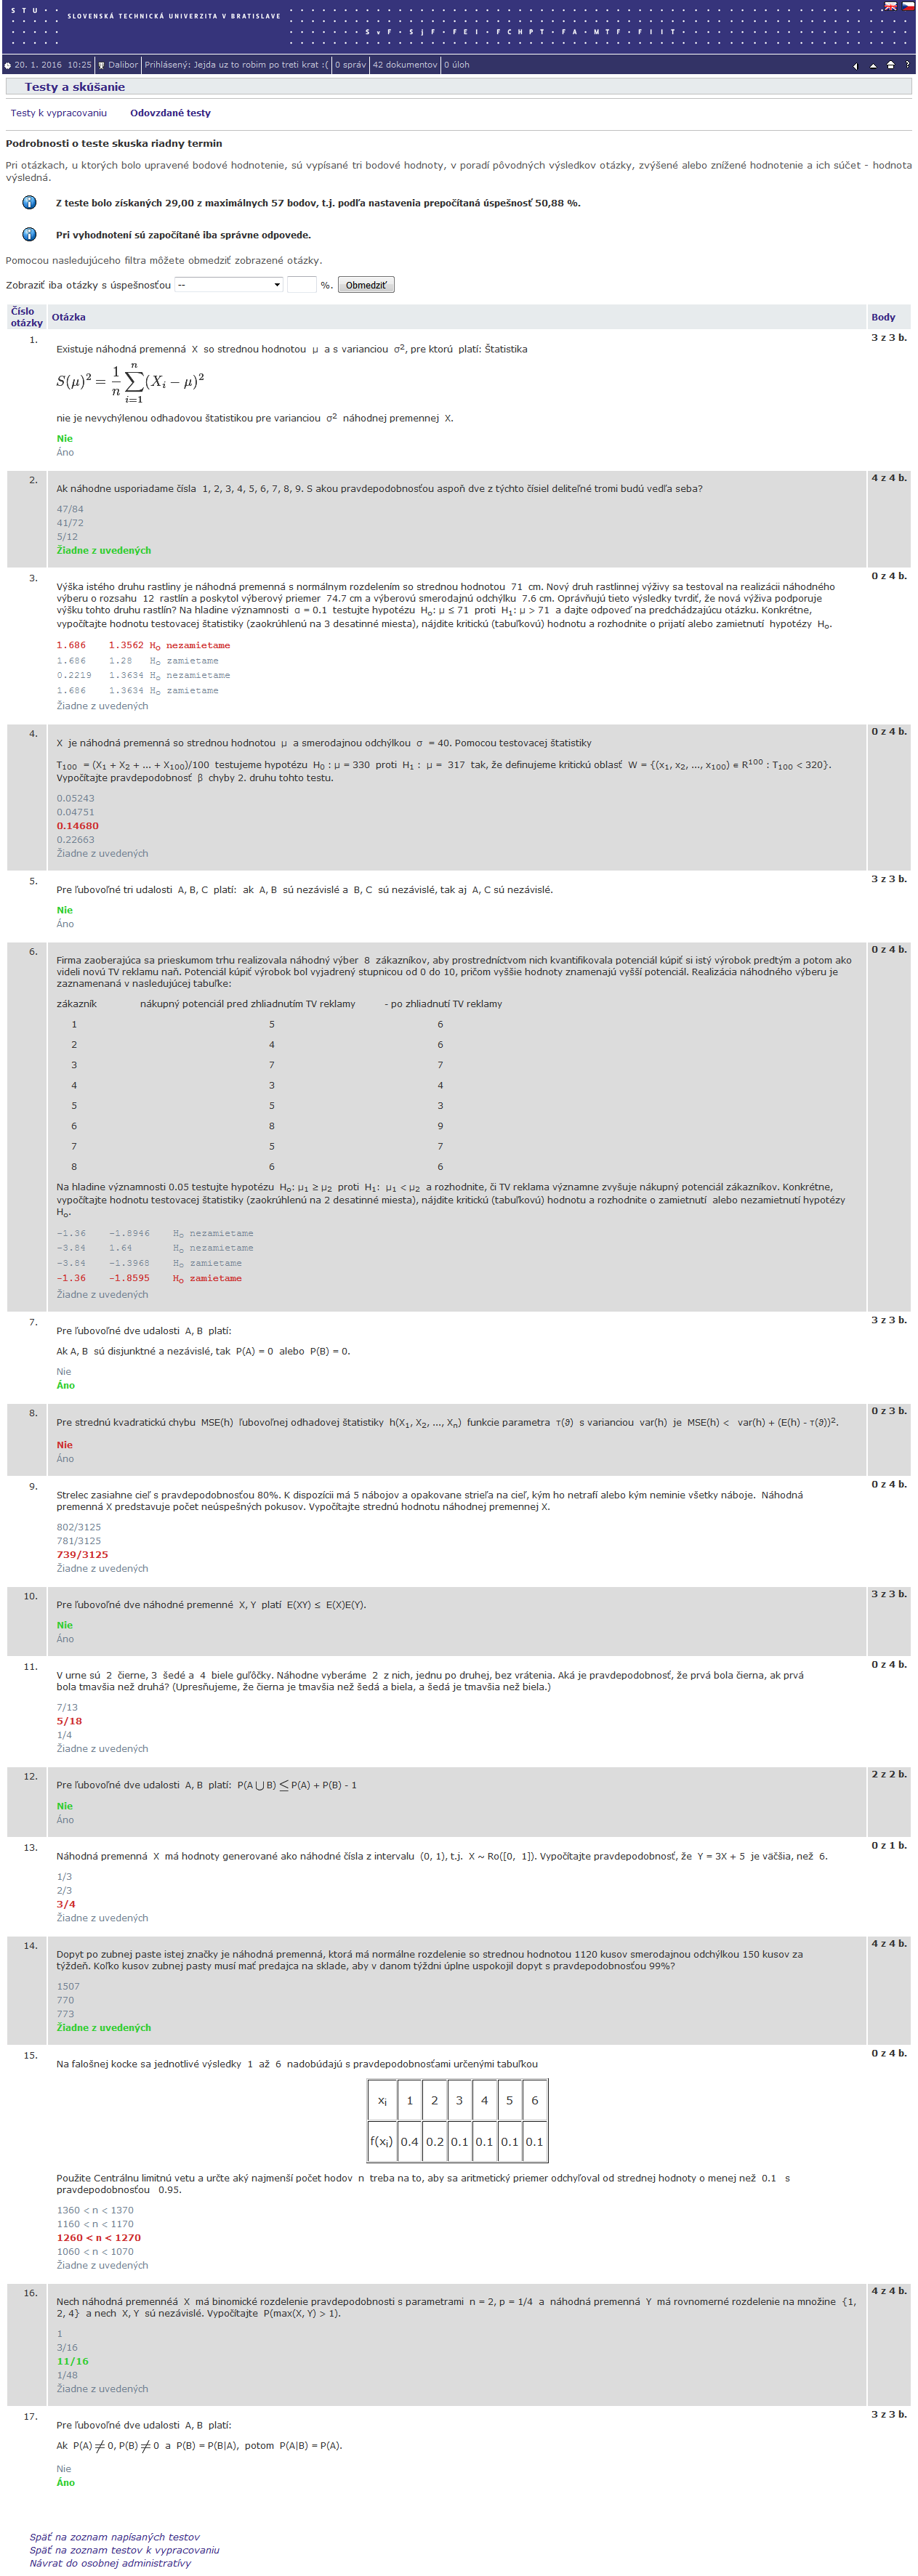 S T U
SLOVENSKÁ TECHNICKÁ UNIVERZITA V BRATISLAVE
S v F · S j F · F E I · F C H P T · F A · M T F · F I I T
20. 1. 2016 10:25 Dalibor Prihlásený: Jejda uz to robim po treti krat :( 0 správ 42 dokumentov 0 úloh
Testy a skúšanie
Testy k vypracovaniu Odovzdané testy
Podrobnosti o teste skuska riadny termin
Pri otázkach, u ktorých bolo upravené bodové hodnotenie, sú vypísané tri bodové hodnoty, v poradí pôvodných výsledkov otázky, zvýšené alebo znížené hodnotenie a ich súčet - hodnota
výsledná.
Z teste bolo získaných 29,00 z maximálnych 57 bodov, t.j. podľa nastavenia prepočítaná úspešnosť 50,88 %.
Pri vyhodnotení sú započítané iba správne odpovede.
Pomocou nasledujúceho filtra môžete obmedziť zobrazené otázky.
Zobraziť iba otázky s úspešnosťou -- %. Obmedziť
Číslo otázky Otázka Body
1. 3 z 3 b.
Existuje náhodná premenná X so strednou hodnotou μ a s varianciou σ², pre ktorú platí: Štatistika
S(μ)² = 1/n ∑ i=1 n (Xi − μ)²
nie je nevychýlenou odhadovou štatistikou pre varianciou σ² náhodnej premennej X.
Nie
Áno
2. 4 z 4 b.
Ak náhodne usporiadame čísla 1, 2, 3, 4, 5, 6, 7, 8, 9. S akou pravdepodobnosťou aspoň dve z týchto čísiel deliteľné tromi budú vedľa seba?
47/84
41/72
5/12
Žiadne z uvedených
3. 0 z 4 b.
Výška istého druhu rastliny je náhodná premenná s normálnym rozdelením so strednou hodnotou 71 cm. Nový druh rastlinnej výživy sa testoval na realizácii náhodného
výberu o rozsahu 12 rastlín a poskytol výberový priemer 74.7 cm a výberovú smerodajnú odchýlku 7.6 cm. Oprávňujú tieto výsledky tvrdiť, že nová výživa podporuje
výšku tohto druhu rastlín? Na hladine významnosti α = 0.1 testujte hypotézu Ho: μ ≤ 71 proti H1: μ > 71 a dajte odpoveď na predchádzajúcu otázku. Konkrétne,
vypočítajte hodnotu testovacej štatistiky (zaokrúhlenú na 3 desatinné miesta), nájdite kritickú (tabuľkovú) hodnotu a rozhodnite o prijatí alebo zamietnutí hypotézy Ho.
1.686 1.3562 Ho nezamietame
1.686 1.28 Ho zamietame
0.2219 1.3634 Ho nezamietame
1.686 1.3634 Ho zamietame
Žiadne z uvedených
4. 0 z 4 b.
X je náhodná premenná so strednou hodnotou μ a smerodajnou odchýlkou σ = 40. Pomocou testovacej štatistiky
T100 = (X1 + X2 + ... + X100)/100 testujeme hypotézu H0 : μ = 330 proti H1 : μ = 317 tak, že definujeme kritickú oblasť W = {(x1, x2, ..., x100) ∊ R100 : T100 < 320}.
Vypočítajte pravdepodobnosť β chyby 2. druhu tohto testu.
0.05243
0.04751
0.14680
0.22663
Žiadne z uvedených
5. 3 z 3 b.
Pre ľubovoľné tri udalosti A, B, C platí: ak A, B sú nezávislé a B, C sú nezávislé, tak aj A, C sú nezávislé.
Nie
Áno
6. 0 z 4 b.
Firma zaoberajúca sa prieskumom trhu realizovala náhodný výber 8 zákazníkov, aby prostredníctvom nich kvantifikovala potenciál kúpiť si istý výrobok predtým a potom ako
videli novú TV reklamu naň. Potenciál kúpiť výrobok bol vyjadrený stupnicou od 0 do 10, pričom vyššie hodnoty znamenajú vyšší potenciál. Realizácia náhodného výberu je
zaznamenaná v nasledujúcej tabuľke:
zákazník nákupný potenciál pred zhliadnutím TV reklamy - po zhliadnutí TV reklamy
1 5 6
2 4 6
3 7 7
4 3 4
5 5 3
6 8 9
7 5 7
8 6 6
Na hladine významnosti 0.05 testujte hypotézu Ho: μ1 ≥ μ2 proti H1: μ1 < μ2 a rozhodnite, či TV reklama významne zvyšuje nákupný potenciál zákazníkov. Konkrétne,
vypočítajte hodnotu testovacej štatistiky (zaokrúhlenú na 2 desatinné miesta), nájdite kritickú (tabuľkovú) hodnotu a rozhodnite o zamietnutí alebo nezamietnutí hypotézy
Ho.
-1.36 -1.8946 Ho nezamietame
-3.84 1.64 Ho nezamietame
-3.84 -1.3968 Ho zamietame
-1.36 -1.8595 Ho zamietame
Žiadne z uvedených
7. 3 z 3 b.
Pre ľubovoľné dve udalosti A, B platí:
Ak A, B sú disjunktné a nezávislé, tak P(A) = 0 alebo P(B) = 0.
Nie
Áno
8. 0 z 3 b.
Pre strednú kvadratickú chybu MSE(h) ľubovoľnej odhadovej štatistiky h(X1, X2, ..., Xn) funkcie parametra τ(ϑ) s varianciou var(h) je MSE(h) < var(h) + (E(h) - τ(ϑ))².
Nie
Áno
9. 0 z 4 b.
Strelec zasiahne cieľ s pravdepodobnosťou 80%. K dispozícii má 5 nábojov a opakovane strieľa na cieľ, kým ho netrafí alebo kým neminie všetky náboje. Náhodná
premenná X predstavuje počet neúspešných pokusov. Vypočítajte strednú hodnotu náhodnej premennej X.
802/3125
781/3125
739/3125
Žiadne z uvedených
10. 3 z 3 b.
Pre ľubovoľné dve náhodné premenné X, Y platí E(XY) ≤ E(X)E(Y).
Nie
Áno
11. 0 z 4 b.
V urne sú 2 čierne, 3 šedé a 4 biele guľôčky. Náhodne vyberáme 2 z nich, jednu po druhej, bez vrátenia. Aká je pravdepodobnosť, že prvá bola čierna, ak prvá
bola tmavšia než druhá? (Upresňujeme, že čierna je tmavšia než šedá a biela, a šedá je tmavšia než biela.)
7/13
5/18
1/4
Žiadne z uvedených
12. 2 z 2 b.
Pre ľubovoľné dve udalosti A, B platí: P(A ⋃ B) ≤ P(A) + P(B) - 1
Nie
Áno
13. 0 z 1 b.
Náhodná premenná X má hodnoty generované ako náhodné čísla z intervalu (0, 1), t.j. X ~ Ro([0, 1]). Vypočítajte pravdepodobnosť, že Y = 3X + 5 je väčšia, než 6.
1/3
2/3
3/4
Žiadne z uvedených
14. 4 z 4 b.
Dopyt po zubnej paste istej značky je náhodná premenná, ktorá má normálne rozdelenie so strednou hodnotou 1120 kusov smerodajnou odchýlkou 150 kusov za
týždeň. Koľko kusov zubnej pasty musí mať predajca na sklade, aby v danom týždni úplne uspokojil dopyt s pravdepodobnosťou 99%?
1507
770
773
Žiadne z uvedených
15. 0 z 4 b.
Na falošnej kocke sa jednotlivé výsledky 1 až 6 nadobúdajú s pravdepodobnosťami určenými tabuľkou
xi 1 2 3 4 5 6
f(xi) 0.4 0.2 0.1 0.1 0.1 0.1
Použite Centrálnu limitnú vetu a určte aký najmenší počet hodov n treba na to, aby sa aritmetický priemer odchyľoval od strednej hodnoty o menej než 0.1 s
pravdepodobnosťou 0.95.
1360 < n < 1370
1160 < n < 1170
1260 < n < 1270
1060 < n < 1070
Žiadne z uvedených
16. 4 z 4 b.
Nech náhodná premenneá X má binomické rozdelenie pravdepodobnosti s parametrami n = 2, p = 1/4 a náhodná premenná Y má rovnomerné rozdelenie na množine {1,
2, 4} a nech X, Y sú nezávislé. Vypočítajte P(max(X, Y) > 1).
1
3/16
11/16
1/48
Žiadne z uvedených
17. 3 z 3 b.
Pre ľubovoľné dve udalosti A, B platí:
Ak P(A) ≠ 0, P(B) ≠ 0 a P(B) = P(B|A), potom P(A|B) = P(A).
Nie
Áno
Späť na zoznam napísaných testov
Späť na zoznam testov k vypracovaniu
Návrat do osobnej administratívy